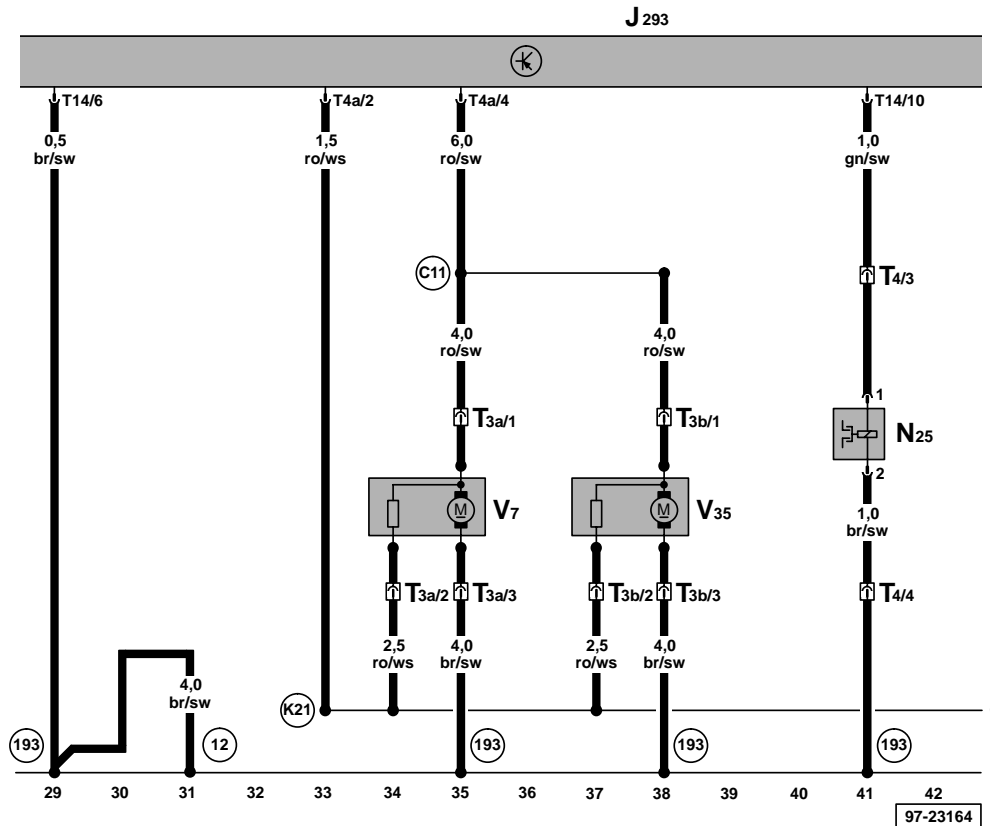 J293
T14/6 T4a/2 T4a/4 T14/10
0,5 1,5 6,0 1,0
br/sw ro/ws ro/sw gn/sw
C11 T4/3
4,0 4,0
ro/sw ro/sw
1
T3a/1 T3b/1
N25
2
M V7 M V35
1,0
br/sw
T3a/2 T3a/3 T3b/2 T3b/3 T4/4
2,5 4,0 2,5 4,0
ro/ws br/sw ro/ws br/sw
4,0
br/sw
K21
193 12 193 193 193
29 30 31 32 33 34 35 36 37 38 39 40 41 42
97-23164